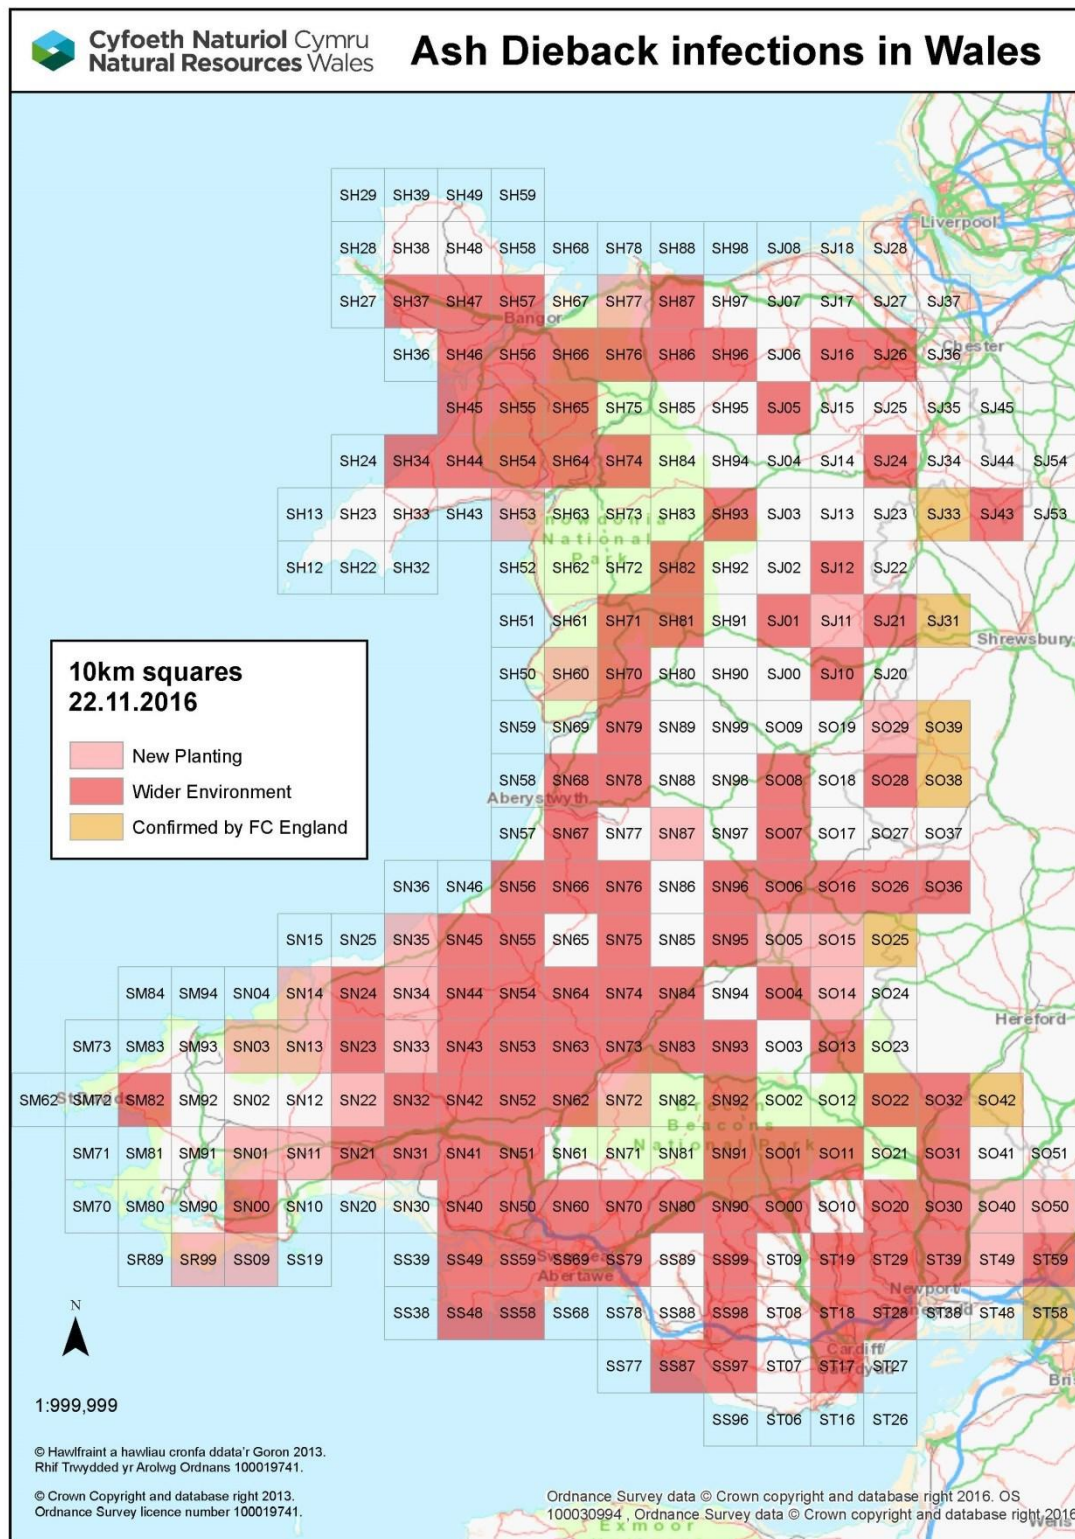 Cyfoeth Naturiol Cymru
Natural Resources Wales
Ash Dieback infections in Wales
SH29 SH39 SH49 SH59
Liverpool
SH28 SH38 SH48 SH58 SH68 SH78 SH88 SH98 SJ08 SJ18 SJ28
SH27 SH37 SH47 SH57 SH67 SH77 SH87 SH97 SJ07 SJ17 SJ27 SJ37
Bangor
Chester
SH36 SH46 SH56 SH66 SH76 SH86 SH96 SJ06 SJ16 SJ26 SJ36
SH45 SH55 SH65 SH75 SH85 SH95 SJ05 SJ15 SJ25 SJ35 SJ45
SH24 SH34 SH44 SH54 SH64 SH74 SH84 SH94 SJ04 SJ14 SJ24 SJ34 SJ44 SJ54
SH13 SH23 SH33 SH43 SH53 SH63 SH73 SH83 SH93 SJ03 SJ13 SJ23 SJ33 SJ43 SJ53
Snowdonia
National
Park
SH12 SH22 SH32 SH52 SH62 SH72 SH82 SH92 SJ02 SJ12 SJ22
SH51 SH61 SH71 SH81 SH91 SJ01 SJ11 SJ21 SJ31
Shrewsbury
10km squares
22.11.2016
New Planting
Wider Environment
Confirmed by FC England
SH50 SH60 SH70 SH80 SH90 SJ00 SJ10 SJ20
SN59 SN69 SN79 SN89 SN99 SO09 SO19 SO29 SO39
SN58 SN68 SN78 SN88 SN98 SO08 SO18 SO28 SO38
Aberystwyth
SN57 SN67 SN77 SN87 SN97 SO07 SO17 SO27 SO37
SN36 SN46 SN56 SN66 SN76 SN86 SN96 SO06 SO16 SO26 SO36
SN15 SN25 SN35 SN45 SN55 SN65 SN75 SN85 SN95 SO05 SO15 SO25
SM84 SM94 SN04 SN14 SN24 SN34 SN44 SN54 SN64 SN74 SN84 SN94 SO04 SO14 SO24
Hereford
SM73 SM83 SM93 SN03 SN13 SN23 SN33 SN43 SN53 SN63 SN73 SN83 SN93 SO03 SO13 SO23
SM62 SM72 SM82 SM92 SN02 SN12 SN22 SN32 SN42 SN52 SN62 SN72 SN82 SN92 SO02 SO12 SO22 SO32 SO42
Brecon
Beacons
National Park
SM71 SM81 SM91 SN01 SN11 SN21 SN31 SN41 SN51 SN61 SN71 SN81 SN91 SO01 SO11 SO21 SO31 SO41 SO51
SM70 SM80 SM90 SN00 SN10 SN20 SN30 SN40 SN50 SN60 SN70 SN80 SN90 SO00 SO10 SO20 SO30 SO40 SO50
SR89 SR99 SS09 SS19 SS39 SS49 SS59 SS69 SS79 SS89 SS99 ST09 ST19 ST29 ST39 ST49 ST59
Abertawe
Newport/
SS38 SS48 SS58 SS68 SS78 SS88 SS98 ST08 ST18 ST28 ST38 ST48 ST58
Cardiff/
SS77 SS87 SS97 ST07 ST17 ST27
SS96 ST06 ST16 ST26
N
1:999,999
© Hawlfraint a hawliau cronfa ddata'r Goron 2013.
Rhif Trwydded yr Arolwg Ordnans 100019741.
© Crown Copyright and database right 2013.
Ordnance Survey licence number 100019741.
Ordnance Survey data © Crown copyright and database right 2016. OS
100030994 , Ordnance Survey data © Crown copyright and database right 2016
Exmoor